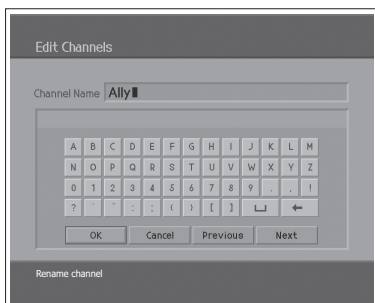 Edit Channels
Channel Name Ally
A B C D E F G H I J K L M
N O P Q R S T U V W X Y Z
0 1 2 3 4 5 6 7 8 9 . , !
? ' " : ; ( ) [ ]
OK Cancel Previous Next
Rename channel